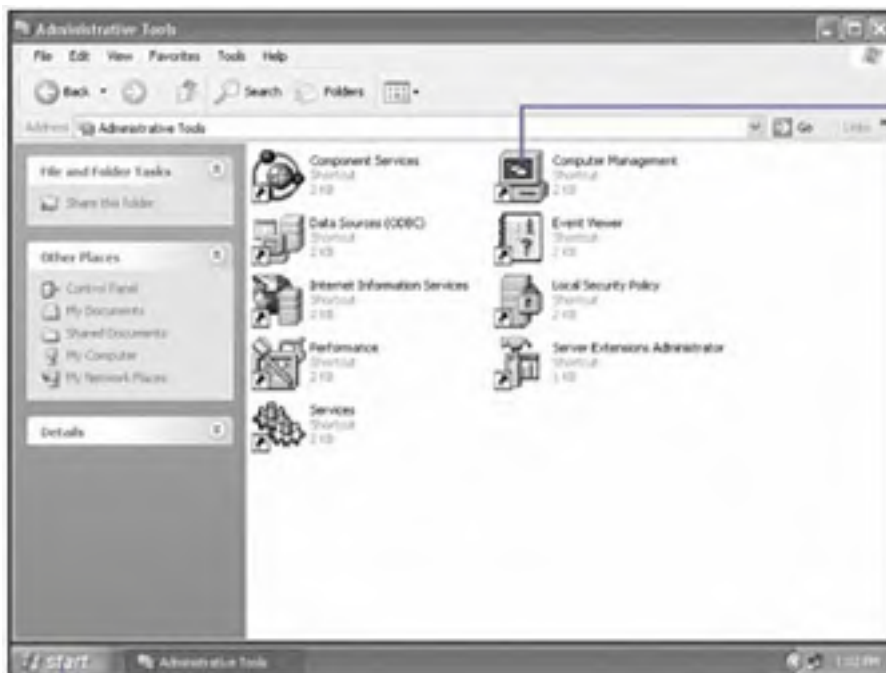 Administrative Tools
File Edit View Favorites Tools Help
Back Search Folders
Address Administrative Tools Go Links
File and Folder Tasks
Share this folder
Other Places
Control Panel
My Documents
Shared Documents
My Computer
My Network Places
Details
Component Services
Shortcut
2 KB
Computer Management
Shortcut
2 KB
Data Sources (ODBC)
Shortcut
2 KB
Event Viewer
Shortcut
2 KB
Internet Information Services
Shortcut
2 KB
Local Security Policy
Shortcut
2 KB
Performance
Shortcut
2 KB
Server Extensions Administrator
Shortcut
1 KB
Services
Shortcut
2 KB
start Administrative Tools 1:02 PM